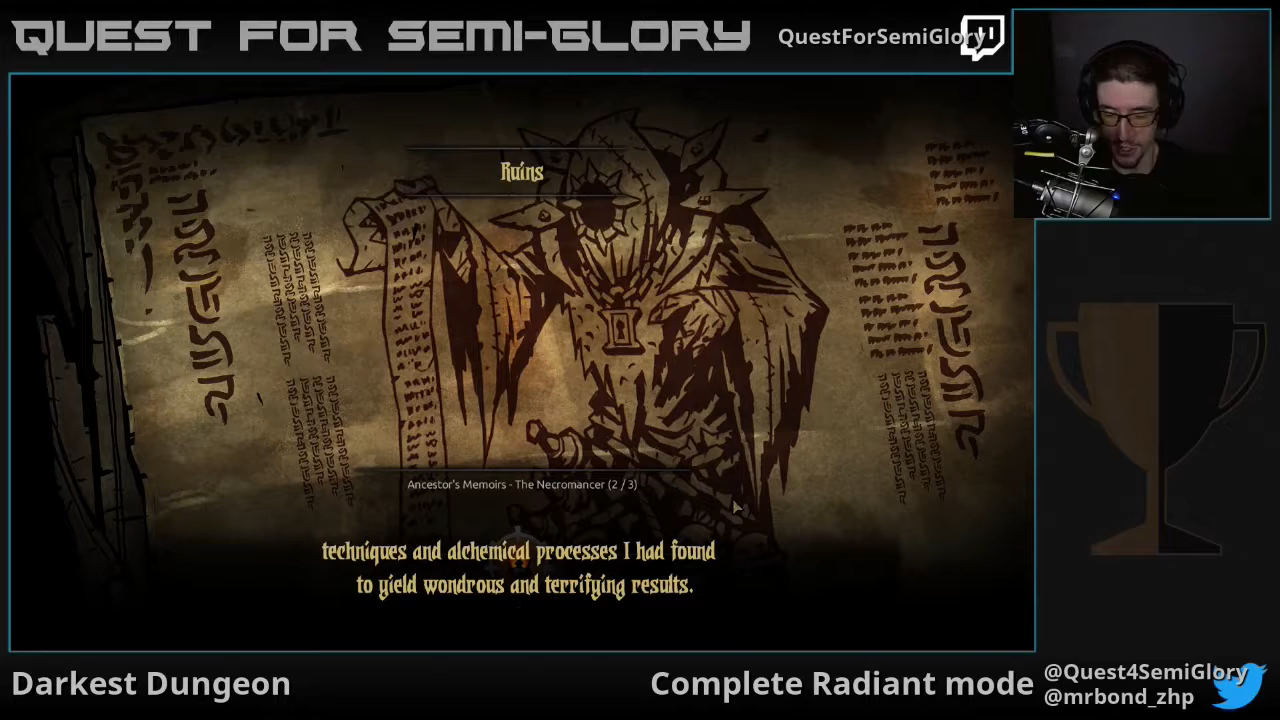 QUEST FOR SEMI-GLORY
QuestForSemiGlory
Ruins
Ancestor's Memoirs - The Necromancer (2 / 3)
techniques and alchemical processes I had found
to yield wondrous and terrifying results.
Darkest Dungeon
Complete Radiant mode
@Quest4SemiGlory
@mrbond_zhp